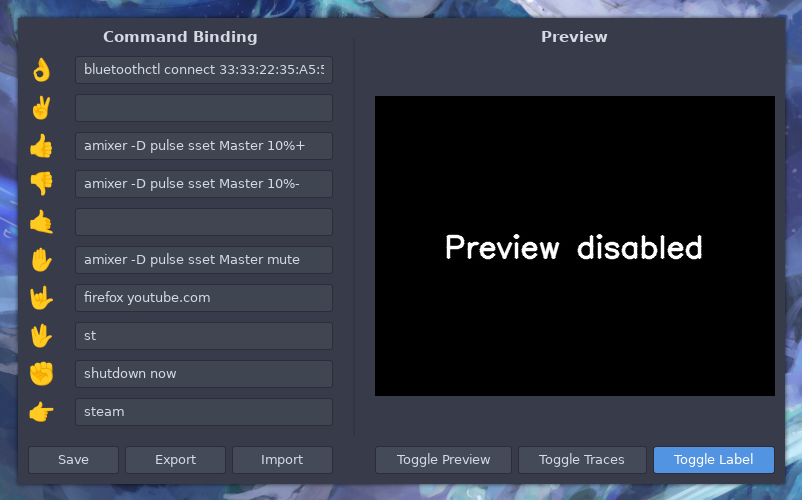 Command Binding
bluetoothctl connect 33:33:22:35:A5:
amixer -D pulse sset Master 10%+
amixer -D pulse sset Master 10%-
amixer -D pulse sset Master mute
firefox youtube.com
st
shutdown now
steam
Save Export Import
Preview
Preview disabled
Toggle Preview Toggle Traces Toggle Label